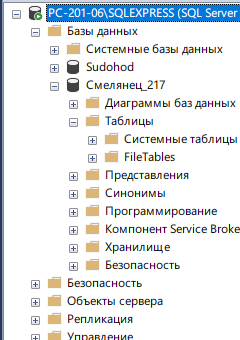 PC-201-06\SQLEXPRESS (SQL Server
Базы данных
Системные базы данных
Sudohod
Смелянец_217
Диаграммы баз данных
Таблицы
Системные таблицы
FileTables
Представления
Синонимы
Программирование
Компонент Service Broke
Хранилище
Безопасность
Безопасность
Объекты сервера
Репликация
Управление